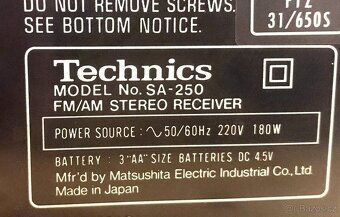 DO NOT REMOVE SCREWS.
SEE BOTTOM NOTICE.
FTZ
31/650S
Technics
MODEL No. SA-250
FM/AM STEREO RECEIVER
POWER SOURCE : ~ 50/60Hz 220V 180W
BATTERY : 3 "AA" SIZE BATTERIES DC 4.5V
Mfr'd by Matsushita Electric Industrial Co., Ltd.
Made in Japan